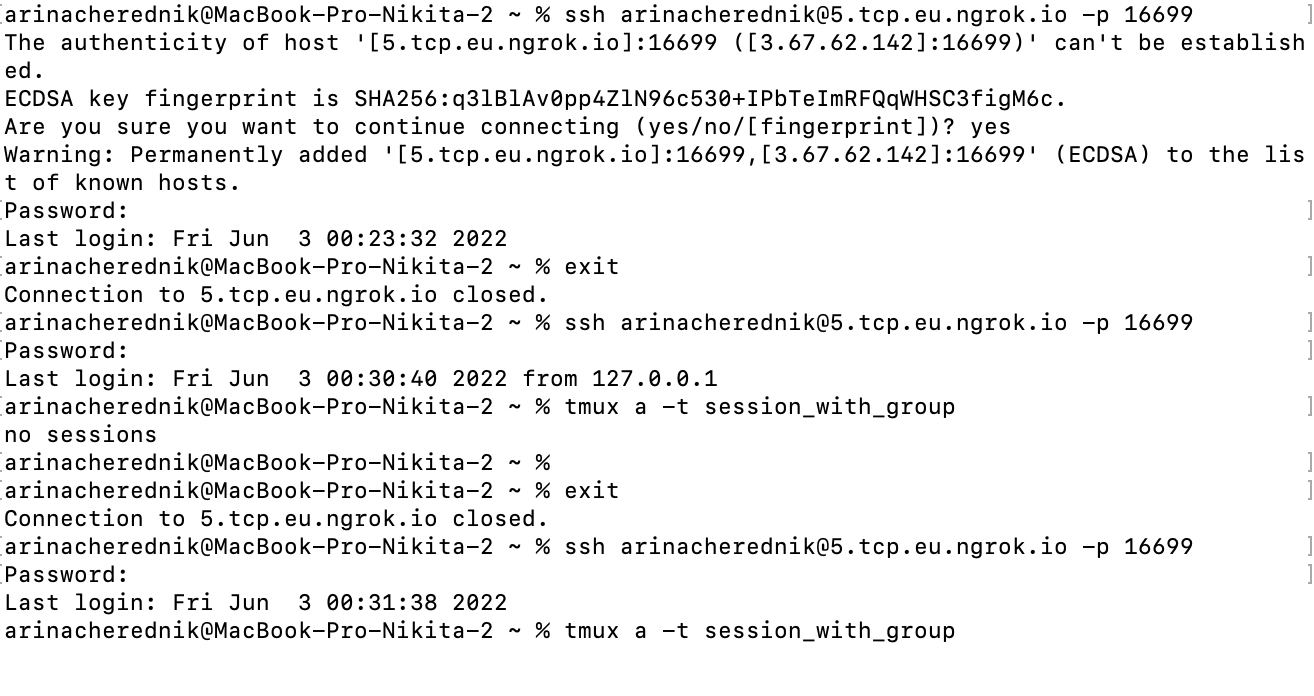 [arinacherednik@MacBook-Pro-Nikita-2 ~ % ssh arinacherednik@5.tcp.eu.ngrok.io -p 16699 ]
The authenticity of host '[5.tcp.eu.ngrok.io]:16699 ([3.67.62.142]:16699)' can't be establish
ed.
ECDSA key fingerprint is SHA256:q3lBlAv0pp4ZlN96c530+IPbTeImRFQqWHSC3figM6c.
Are you sure you want to continue connecting (yes/no/[fingerprint])? yes
Warning: Permanently added '[5.tcp.eu.ngrok.io]:16699,[3.67.62.142]:16699' (ECDSA) to the lis
t of known hosts.
[Password: ]
Last login: Fri Jun  3 00:23:32 2022
[arinacherednik@MacBook-Pro-Nikita-2 ~ % exit ]
Connection to 5.tcp.eu.ngrok.io closed.
[arinacherednik@MacBook-Pro-Nikita-2 ~ % ssh arinacherednik@5.tcp.eu.ngrok.io -p 16699 ]
[Password: ]
Last login: Fri Jun  3 00:30:40 2022 from 127.0.0.1
[arinacherednik@MacBook-Pro-Nikita-2 ~ % tmux a -t session_with_group ]
no sessions
[arinacherednik@MacBook-Pro-Nikita-2 ~ % ]
[arinacherednik@MacBook-Pro-Nikita-2 ~ % exit ]
Connection to 5.tcp.eu.ngrok.io closed.
[arinacherednik@MacBook-Pro-Nikita-2 ~ % ssh arinacherednik@5.tcp.eu.ngrok.io -p 16699 ]
[Password: ]
Last login: Fri Jun  3 00:31:38 2022
arinacherednik@MacBook-Pro-Nikita-2 ~ % tmux a -t session_with_group